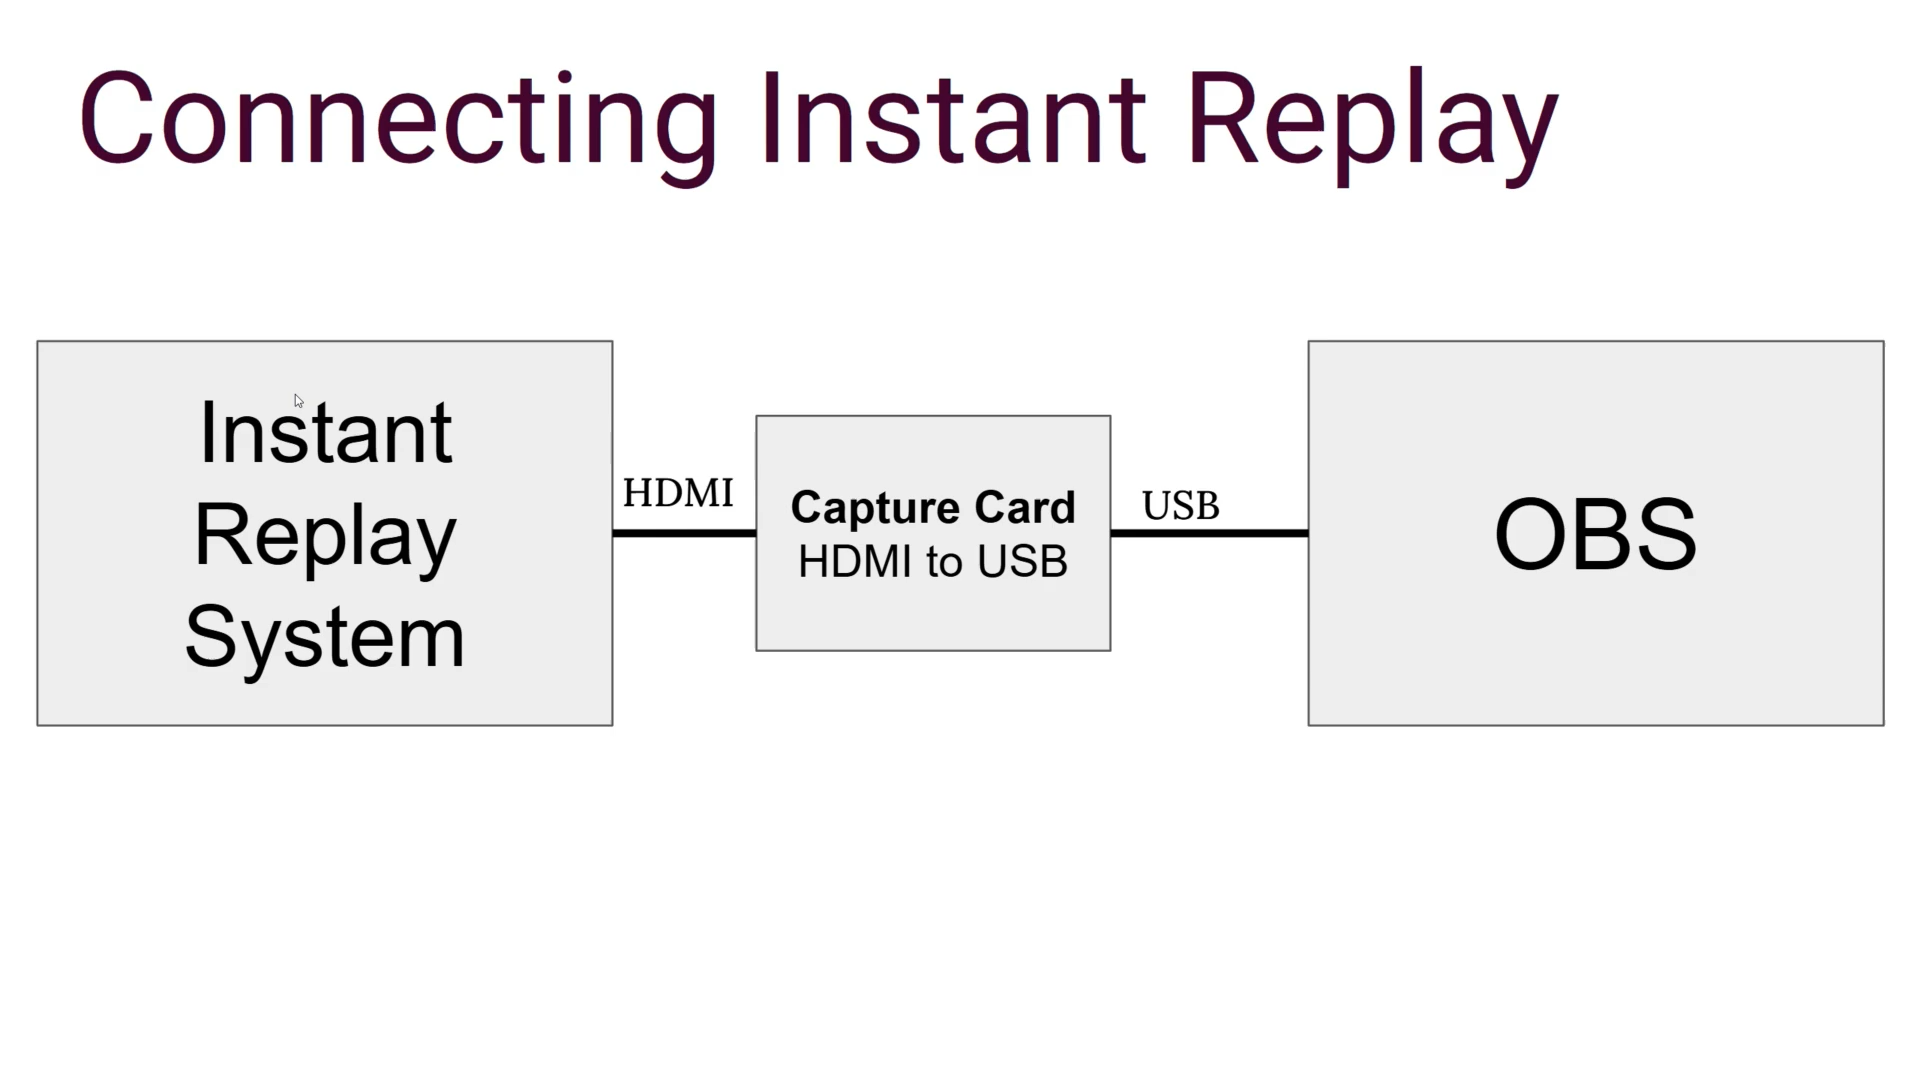 Connecting Instant Replay
Instant
Replay
System
HDMI
Capture Card
HDMI to USB
USB
OBS